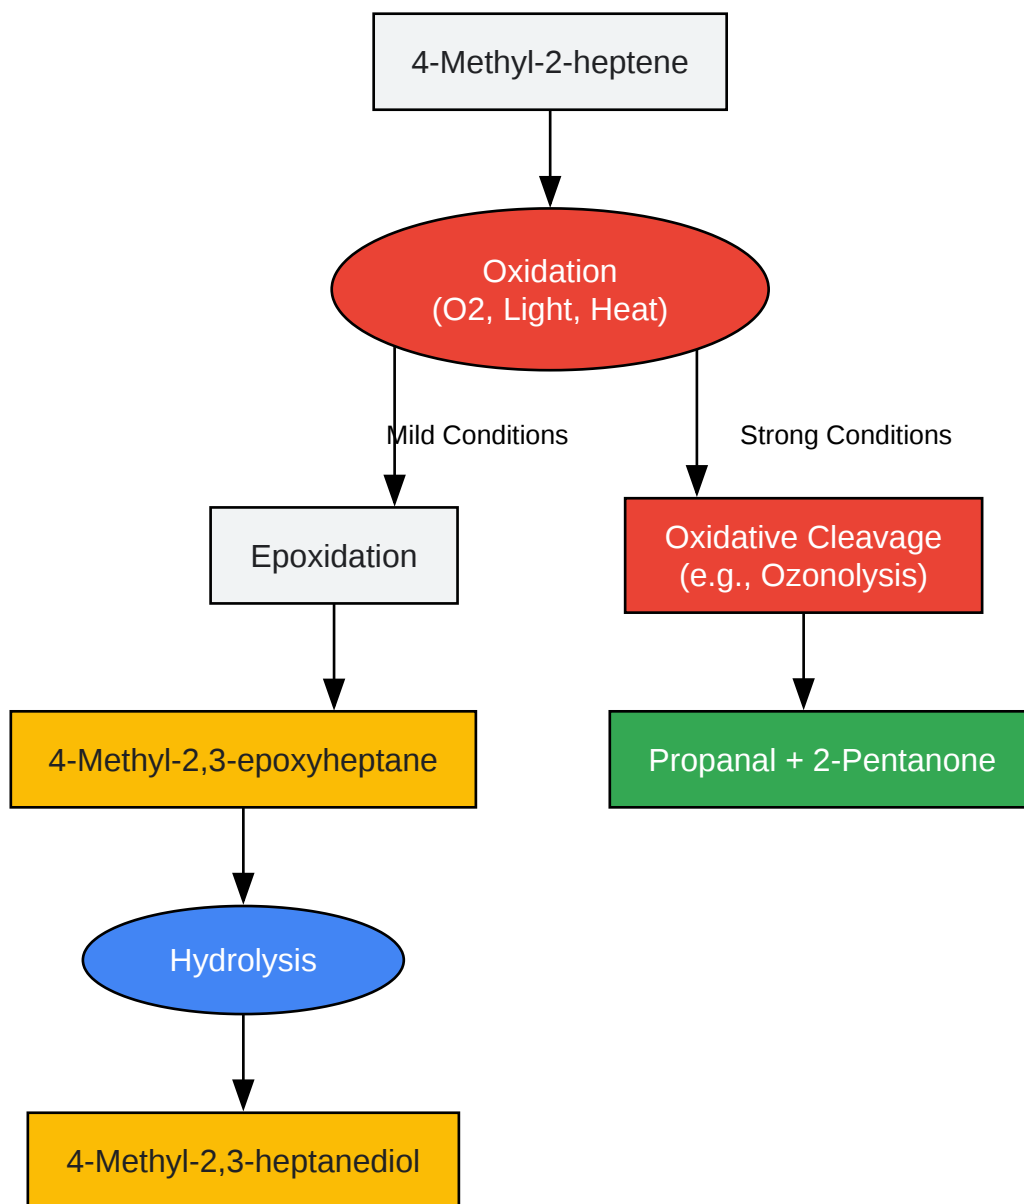 4-Methyl-2-heptene
Oxidation
(O2, Light, Heat)
Mild Conditions
Strong Conditions
Epoxidation
Oxidative Cleavage
(e.g., Ozonolysis)
4-Methyl-2,3-epoxyheptane
Propanal + 2-Pentanone
Hydrolysis
4-Methyl-2,3-heptanediol